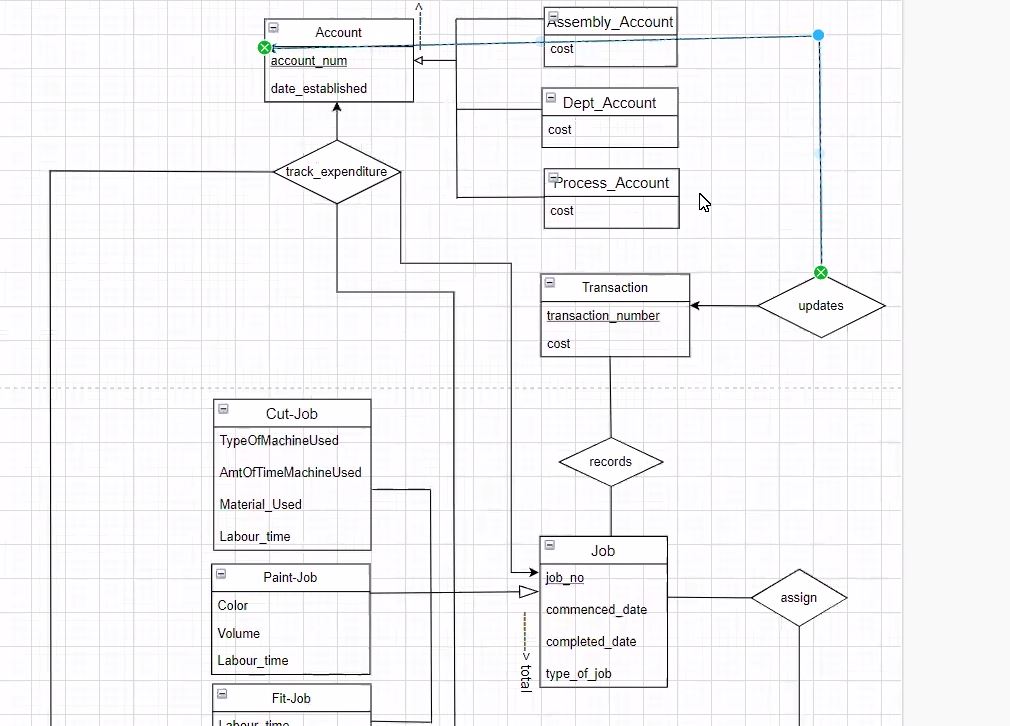 Account
account_num
date_established
Assembly_Account
cost
Dept_Account
cost
Process_Account
cost
track_expenditure
Transaction
transaction_number
cost
updates
records
Cut-Job
TypeOfMachineUsed
AmtOfTimeMachineUsed
Material_Used
Labour_time
Paint-Job
Color
Volume
Labour_time
Fit-Job
Labour_time
Job
job_no
commenced_date
completed_date
type_of_job
total
assign